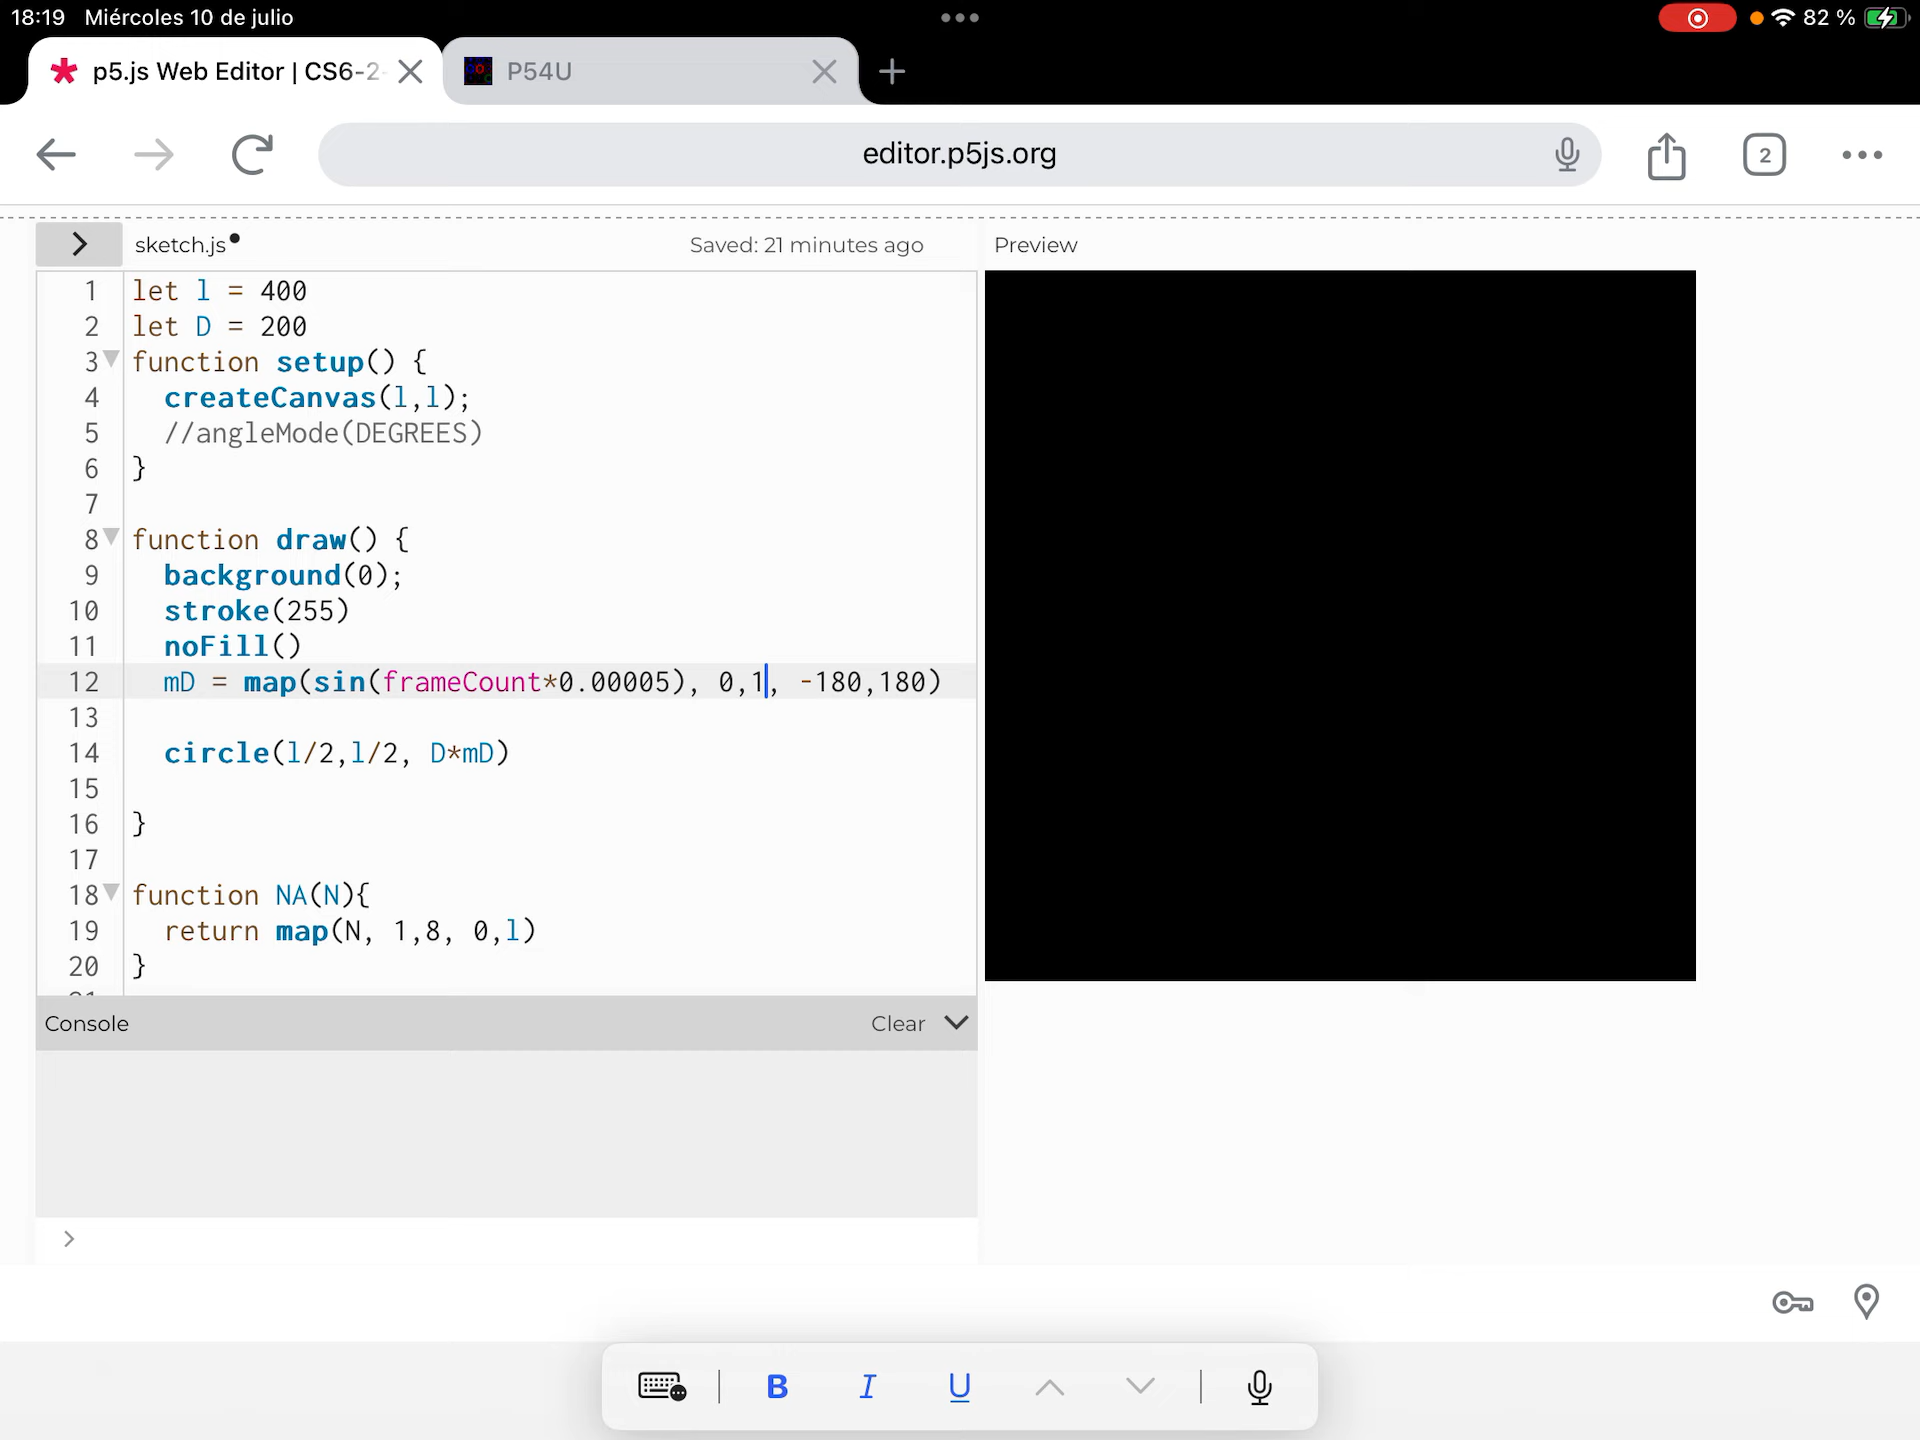 18:19 Miércoles 10 de julio
82 %
p5.js Web Editor | CS6-2-
P54U
editor.p5js.org
2
sketch.js
Saved: 21 minutes ago
Preview
1 let l = 400
2 let D = 200
3 function setup() {
4 createCanvas(l,l);
5 //angleMode(DEGREES)
6 }
7
8 function draw() {
9 background(0);
10 stroke(255)
11 noFill()
12 mD = map(sin(frameCount*0.00005), 0,1, -180,180)
13
14 circle(l/2,l/2, D*mD)
15
16 }
17
18 function NA(N){
19 return map(N, 1,8, 0,l)
20 }
Console
Clear
>
B I U